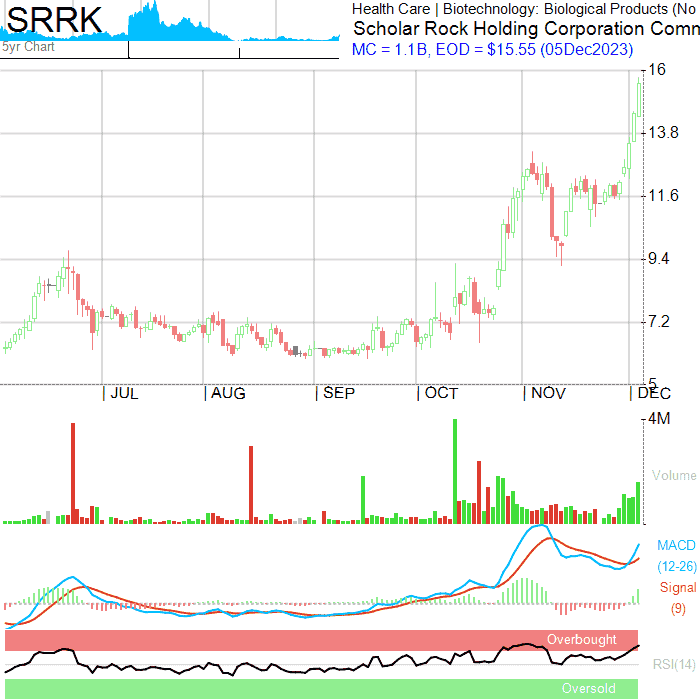 SRRK
5yr Chart
Health Care | Biotechnology: Biological Products (No
Scholar Rock Holding Corporation Comn
MC = 1.1B, EOD = $15.55 (05Dec2023)
16
13.8
11.6
9.4
7.2
5
| JUL | AUG | SEP | OCT | NOV | DEC
4M
Volume
MACD
(12-26)
Signal
(9)
Overbought
RSI(14)
Oversold